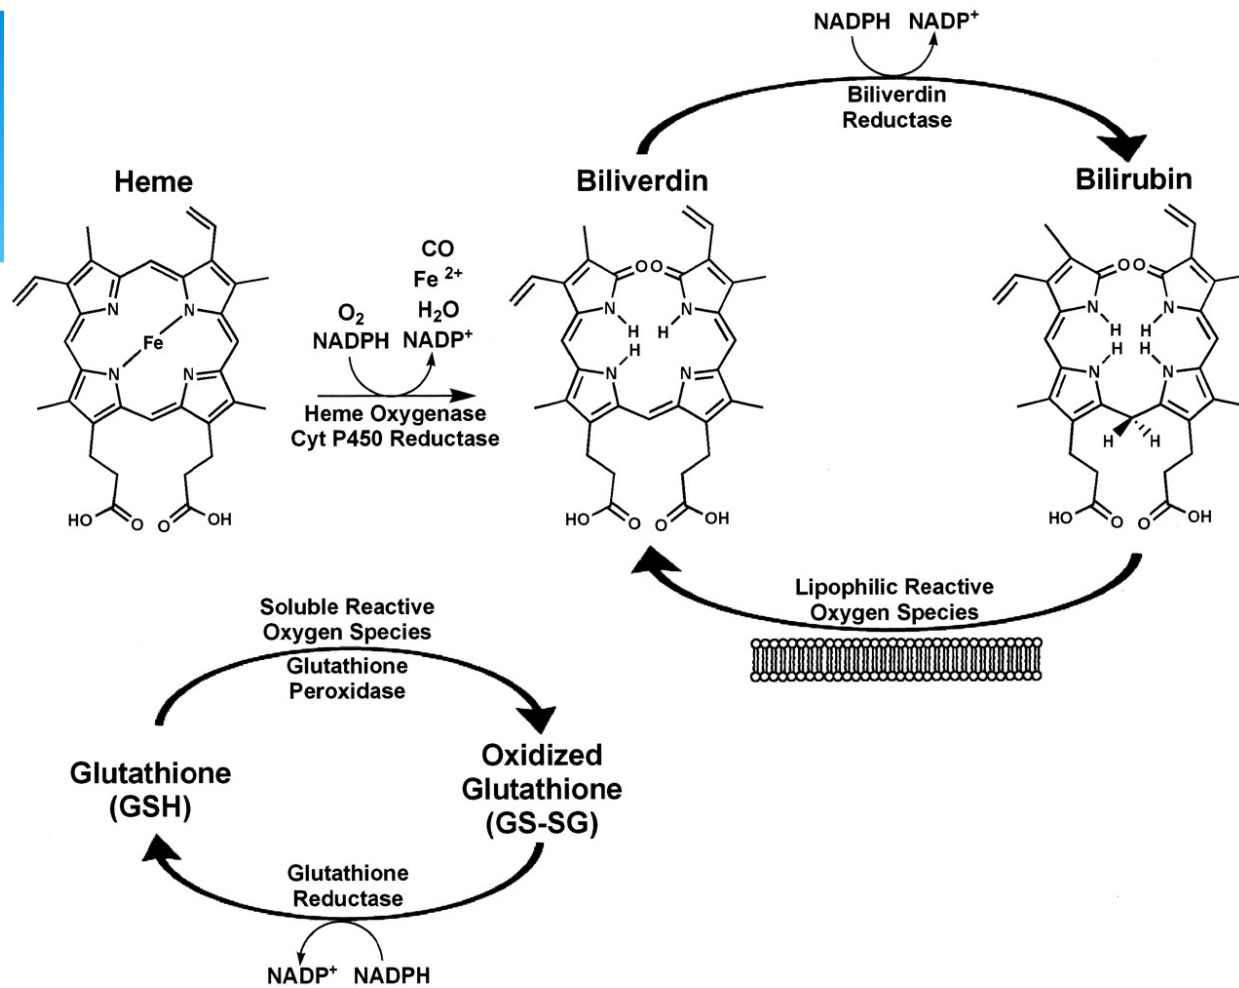 NADPH NADP+
Biliverdin
Reductase
Heme
Biliverdin
Bilirubin
CO
Fe 2+
H2O
O2
NADPH NADP+
Heme Oxygenase
Cyt P450 Reductase
N
N
Fe
N
N
HO
O
O
OH
O
O
N
H
N
H
H
N
N
HO
O
O
OH
O
O
N
H
N
H
H
N
H
N
H
H
HO
O
O
OH
Lipophilic Reactive
Oxygen Species
Soluble Reactive
Oxygen Species
Glutathione
Peroxidase
Glutathione
(GSH)
Oxidized
Glutathione
(GS-SG)
Glutathione
Reductase
NADP+ NADPH